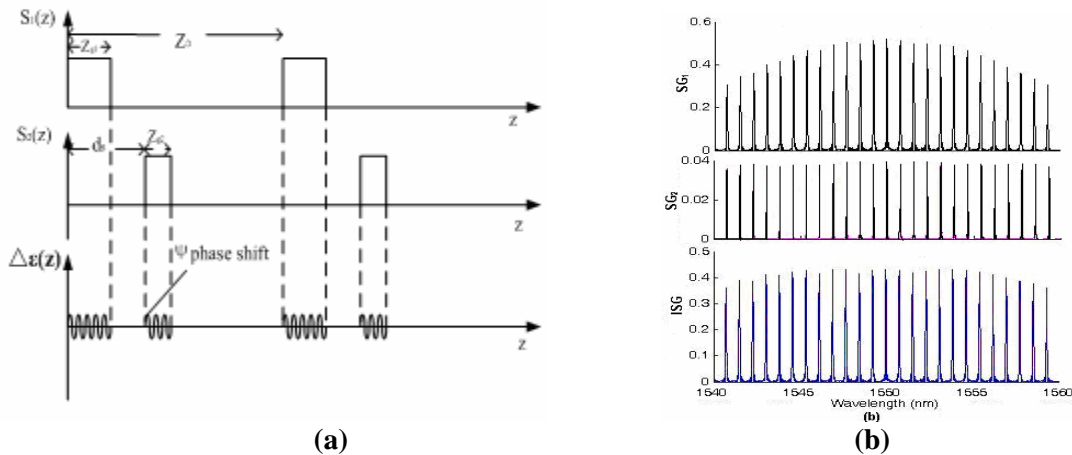 S₁(z)
Z₀
z
S₂(z)
dₛ
z
Ψ phase shift
Δε(z)
z
(a)
SG₁
0.6
0.4
0.2
0
SG₂
0.04
0.02
0
ISG
0.5
0.4
0.3
0.2
0.1
0
1540
1545
1550
1555
1560
Wavelength (nm)
(b)
(b)